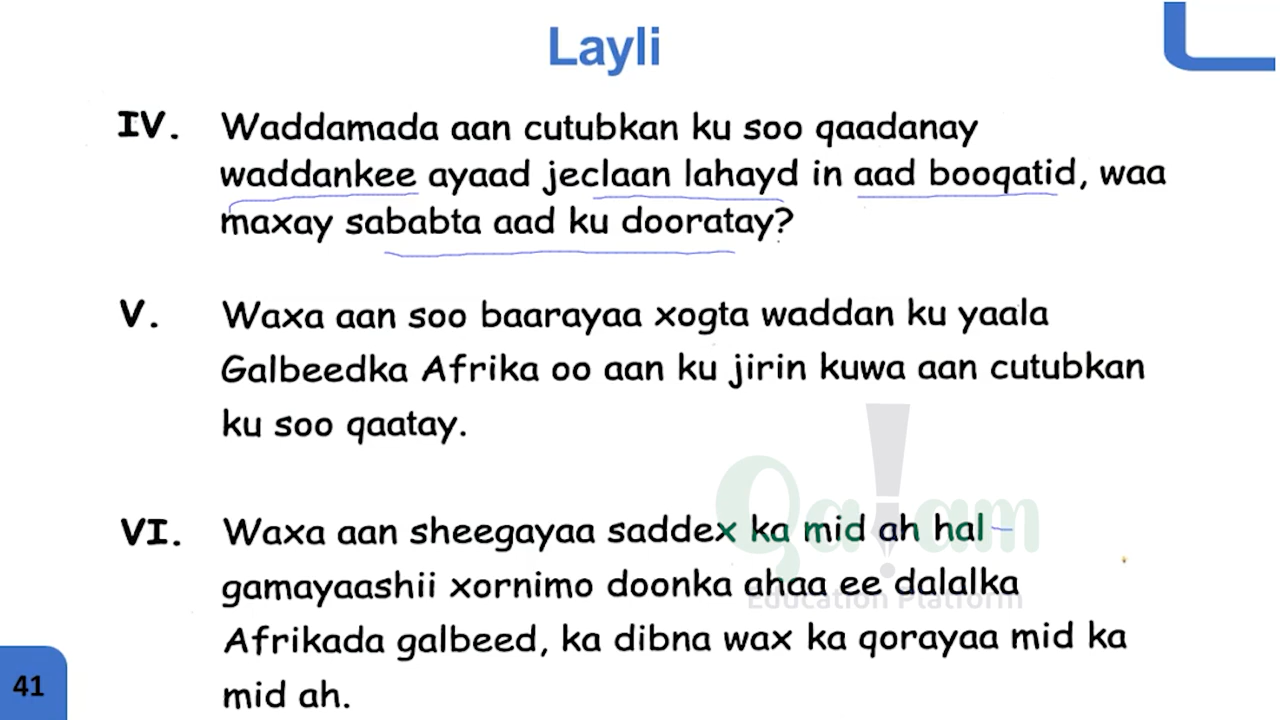 Layli
IV. Waddamada aan cutubkan ku soo qaadanay
waddankee ayaad jeclaan lahayd in aad booqatid, waa
maxay sababta aad ku dooratay?
V. Waxa aan soo baarayaa xogta waddan ku yaala
Galbeedka Afrika oo aan ku jirin kuwa aan cutubkan
ku soo qaatay.
VI. Waxa aan sheegayaa saddex ka mid ah hal
gamayaashii xornimo doonka ahaa ee dalalka
Afrikada galbeed, ka dibna wax ka qorayaa mid ka
mid ah.
Qalam
Education Platform
41